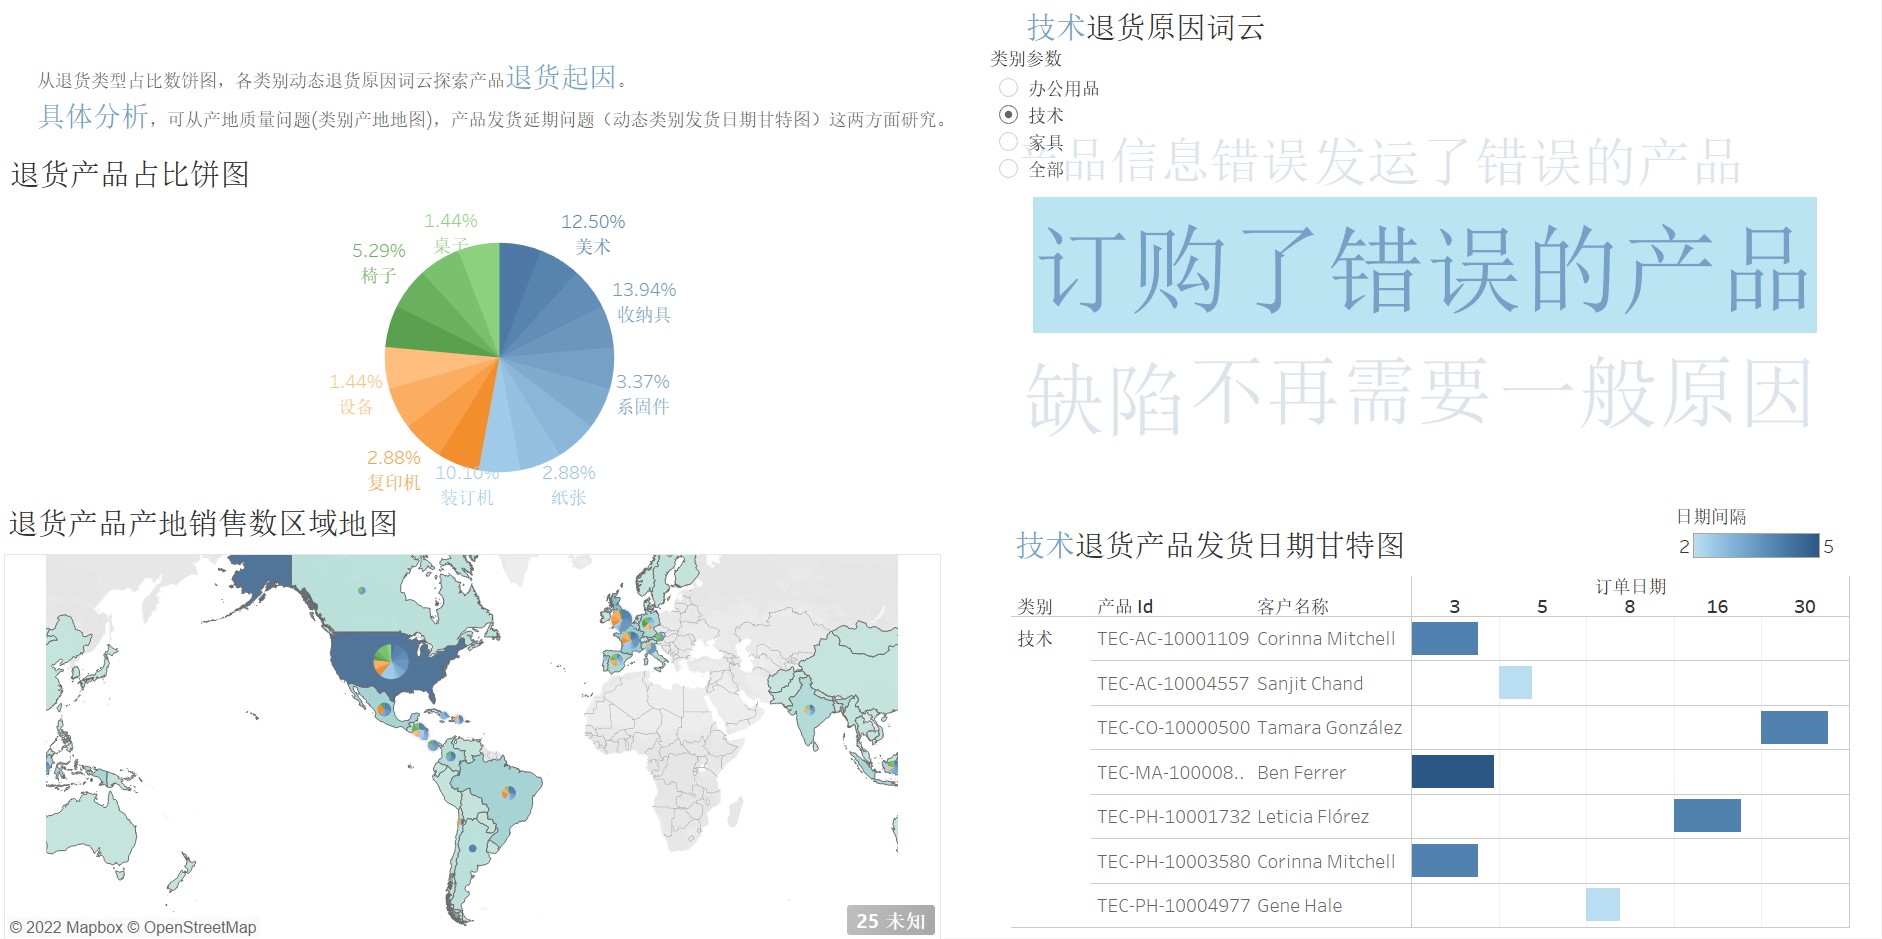 从退货类型占比数饼图，各类别动态退货原因词云探索产品退货起因。
具体分析，可从产地质量问题(类别产地地图)，产品发货延期问题（动态类别发货日期甘特图）这两方面研究。
退货产品占比饼图
1.44%
桌子
12.50%
美术
5.29%
椅子
13.94%
收纳具
1.44%
设备
3.37%
系固件
2.88%
复印机
10.10%
装订机
2.88%
纸张
退货产品产地销售数区域地图
© 2022 Mapbox © OpenStreetMap
25 未知
技术退货原因词云
类别参数
办公用品
技术
家具
全部
产品信息错误 发运了错误的产品
订购了错误的产品
缺陷 不再需要 一般原因
技术退货产品发货日期甘特图
日期间隔
2 5
订单日期
类别 产品 Id 客户名称 3 5 8 16 30
技术 TEC-AC-10001109 Corinna Mitchell
TEC-AC-10004557 Sanjit Chand
TEC-CO-10000500 Tamara González
TEC-MA-100008.. Ben Ferrer
TEC-PH-10001732 Leticia Flórez
TEC-PH-10003580 Corinna Mitchell
TEC-PH-10004977 Gene Hale